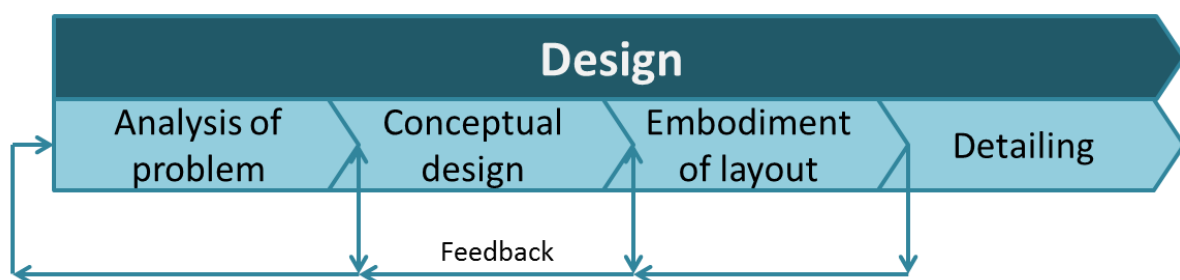 Design
Analysis of
problem
Conceptual
design
Embodiment
of layout
Detailing
Feedback